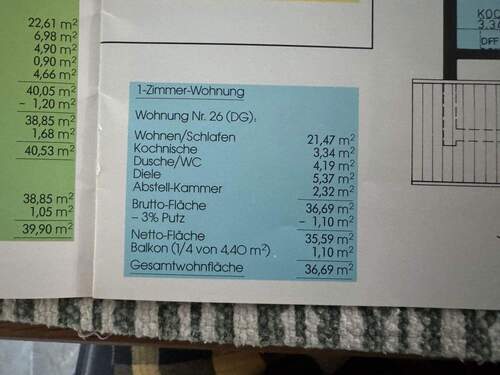 22,61 m²
6,98 m²
4,90 m²
0,90 m²
4,66 m²
40,05 m²
– 1,20 m²
38,85 m²
1,68 m²
40,53 m²
38,85 m²
1,05 m²
39,90 m²
1-Zimmer-Wohnung
Wohnung Nr. 26 (DG):
Wohnen/Schlafen 21,47 m²
Kochnische 3,34 m²
Dusche/WC 4,19 m²
Diele 5,37 m²
Abstell-Kammer 2,32 m²
Brutto-Fläche 36,69 m²
– 3% Putz – 1,10 m²
Netto-Fläche 35,59 m²
Balkon (1/4 von 4,40 m²) 1,10 m²
Gesamtwohnfläche 36,69 m²
KOC
3.34
OFF